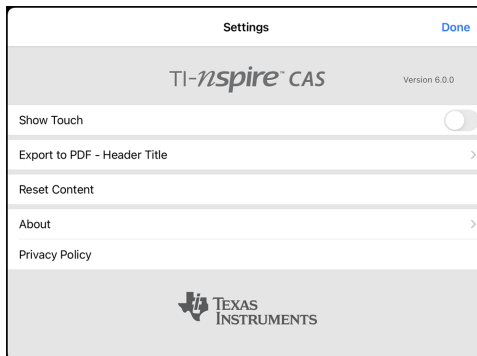 Settings
Done
TI-nspire™ CAS
Version 6.0.0
Show Touch
Export to PDF - Header Title
Reset Content
About
Privacy Policy
TEXAS
INSTRUMENTS